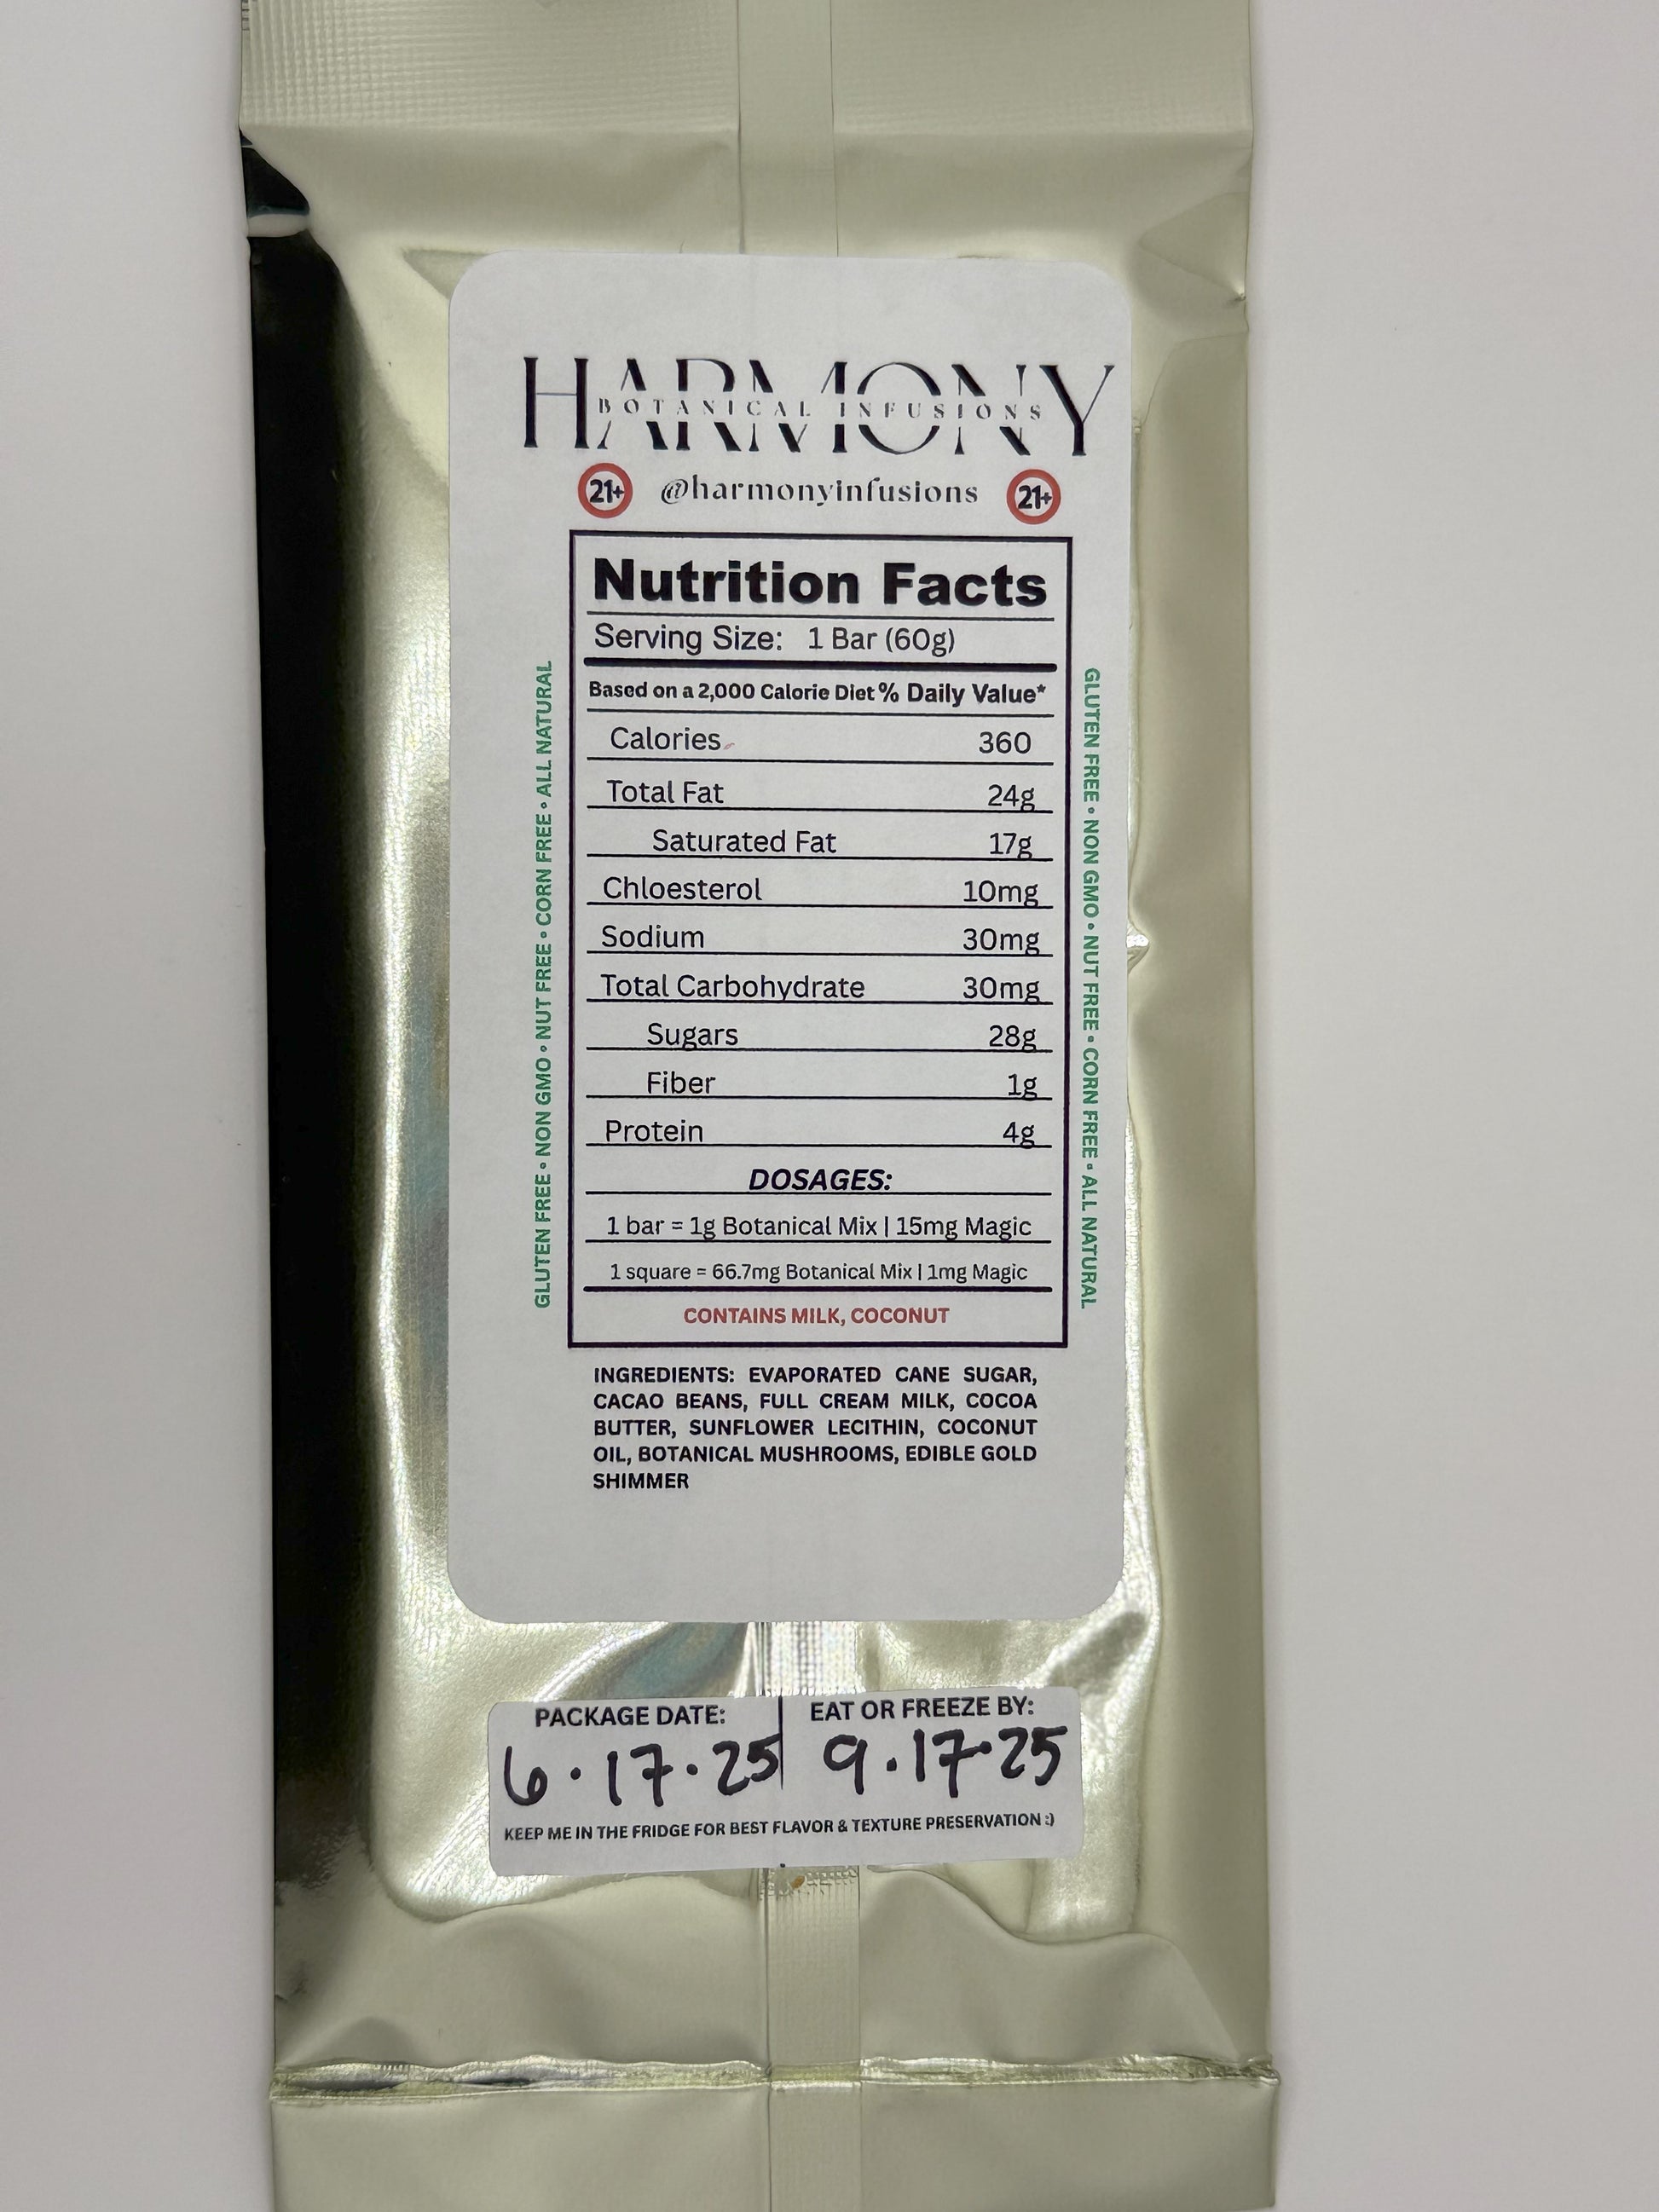 HARMONY
BOTANICAL INFUSIONS
21+ @harmonyinfusions 21+
Nutrition Facts
Serving Size: 1 Bar (60g)
Based on a 2,000 Calorie Diet % Daily Value*
Calories 360
Total Fat 24g
Saturated Fat 17g
Chloesterol 10mg
Sodium 30mg
Total Carbohydrate 30mg
Sugars 28g
Fiber 1g
Protein 4g
DOSAGES:
1 bar = 1g Botanical Mix | 15mg Magic
1 square = 66.7mg Botanical Mix | 1mg Magic
CONTAINS MILK, COCONUT
GLUTEN FREE • NON GMO • NUT FREE • CORN FREE • ALL NATURAL
GLUTEN FREE • NON GMO • NUT FREE • CORN FREE • ALL NATURAL
INGREDIENTS: EVAPORATED CANE SUGAR,
CACAO BEANS, FULL CREAM MILK, COCOA
BUTTER, SUNFLOWER LECITHIN, COCONUT
OIL, BOTANICAL MUSHROOMS, EDIBLE GOLD
SHIMMER
PACKAGE DATE: EAT OR FREEZE BY:
6·17·25 9·17·25
KEEP ME IN THE FRIDGE FOR BEST FLAVOR & TEXTURE PRESERVATION :)